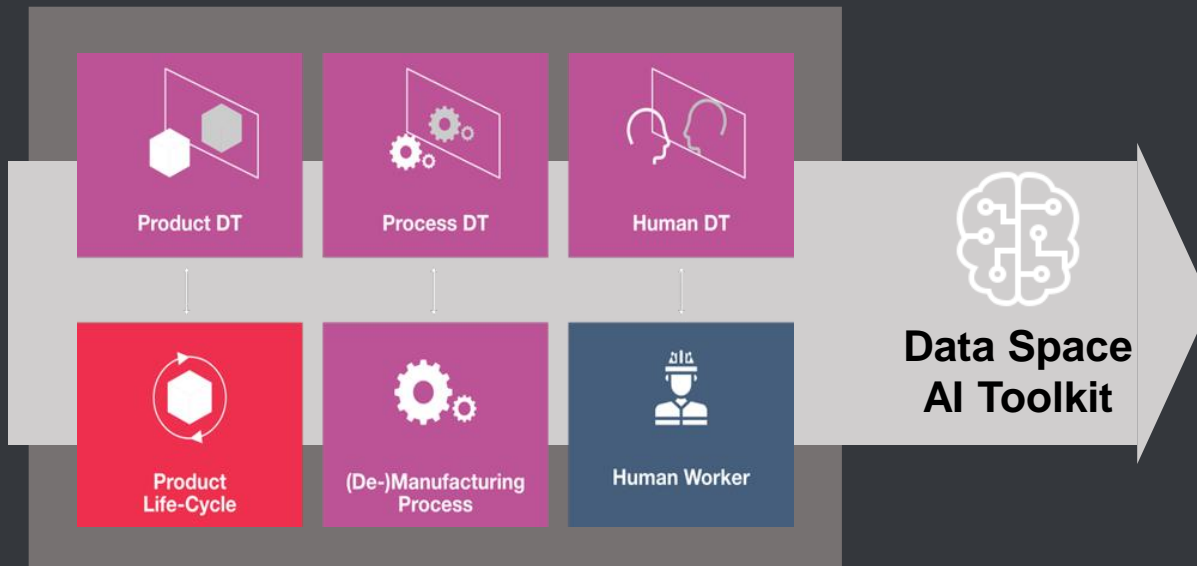 Product DT
Process DT
Human DT
Product
Life-Cycle
(De-)Manufacturing
Process
Human Worker
Data Space
AI Toolkit